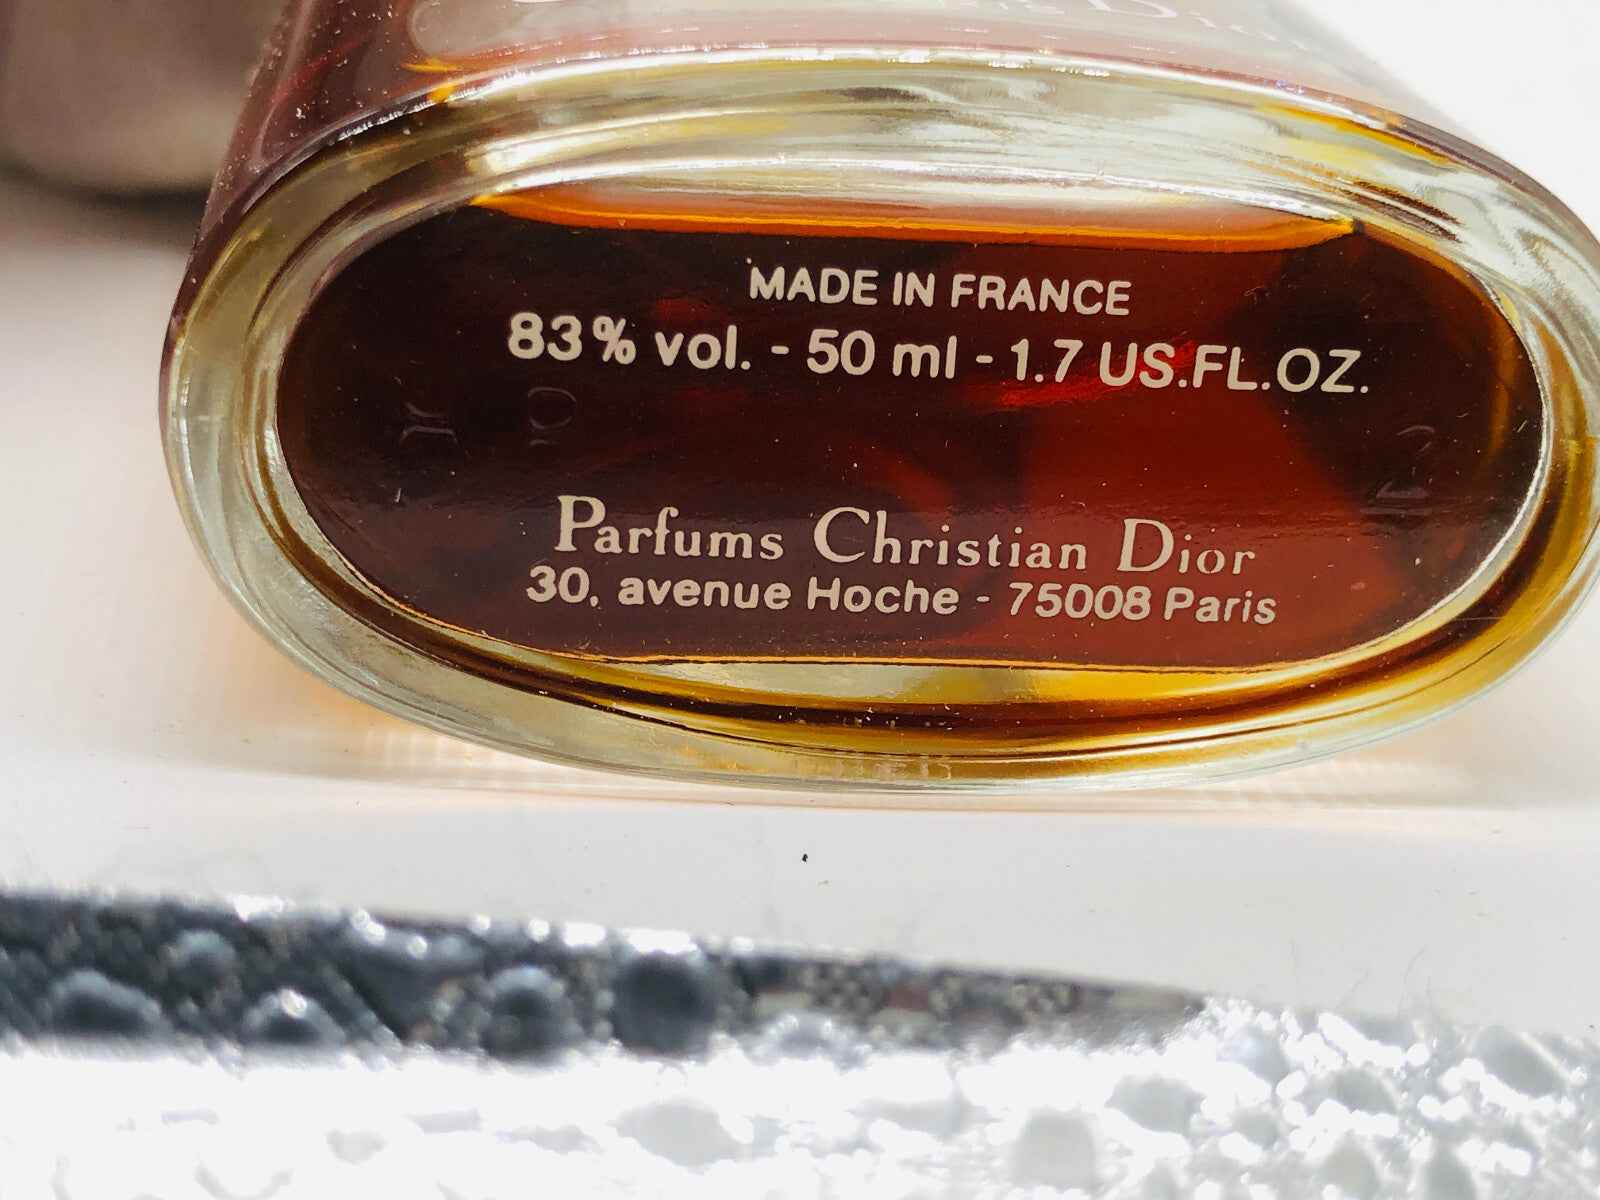 MADE IN FRANCE
83% vol. - 50 ml - 1.7 US.FL.OZ.
Parfums Christian Dior
30, avenue Hoche - 75008 Paris